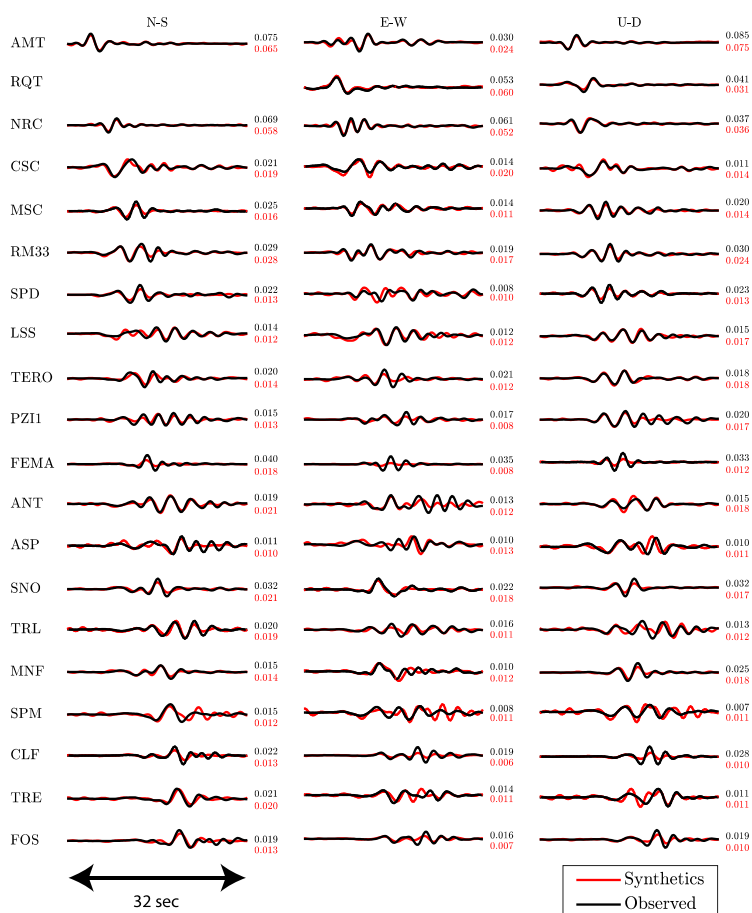 N-S E-W U-D
AMT 0.075 0.030 0.085
0.065 0.024 0.075
RQT 0.053 0.041
0.060 0.031
NRC 0.069 0.061 0.037
0.058 0.052 0.036
CSC 0.021 0.014 0.011
0.019 0.020 0.014
MSC 0.025 0.014 0.020
0.016 0.011 0.014
RM33 0.029 0.019 0.030
0.028 0.017 0.024
SPD 0.022 0.008 0.023
0.013 0.010 0.013
LSS 0.014 0.012 0.015
0.012 0.012 0.017
TERO 0.020 0.021 0.018
0.014 0.012 0.018
PZI1 0.015 0.017 0.020
0.013 0.008 0.017
FEMA 0.040 0.035 0.033
0.018 0.008 0.012
ANT 0.019 0.013 0.015
0.021 0.012 0.018
ASP 0.011 0.010 0.010
0.010 0.013 0.011
SNO 0.032 0.022 0.032
0.021 0.018 0.017
TRL 0.020 0.016 0.013
0.019 0.011 0.012
MNF 0.015 0.010 0.025
0.014 0.012 0.018
SPM 0.015 0.008 0.007
0.012 0.011 0.011
CLF 0.022 0.019 0.028
0.013 0.006 0.010
TRE 0.021 0.014 0.011
0.020 0.011 0.011
FOS 0.019 0.016 0.019
0.013 0.007 0.010
32 sec
Synthetics
Observed